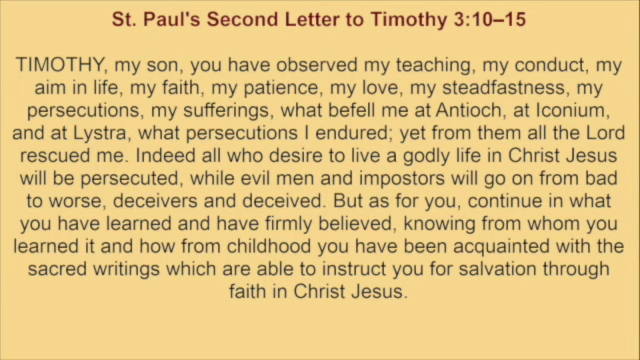 St. Paul's Second Letter to Timothy 3:10–15
TIMOTHY, my son, you have observed my teaching, my conduct, my
aim in life, my faith, my patience, my love, my steadfastness, my
persecutions, my sufferings, what befell me at Antioch, at Iconium,
and at Lystra, what persecutions I endured; yet from them all the Lord
rescued me. Indeed all who desire to live a godly life in Christ Jesus
will be persecuted, while evil men and impostors will go on from bad
to worse, deceivers and deceived. But as for you, continue in what
you have learned and have firmly believed, knowing from whom you
learned it and how from childhood you have been acquainted with the
sacred writings which are able to instruct you for salvation through
faith in Christ Jesus.